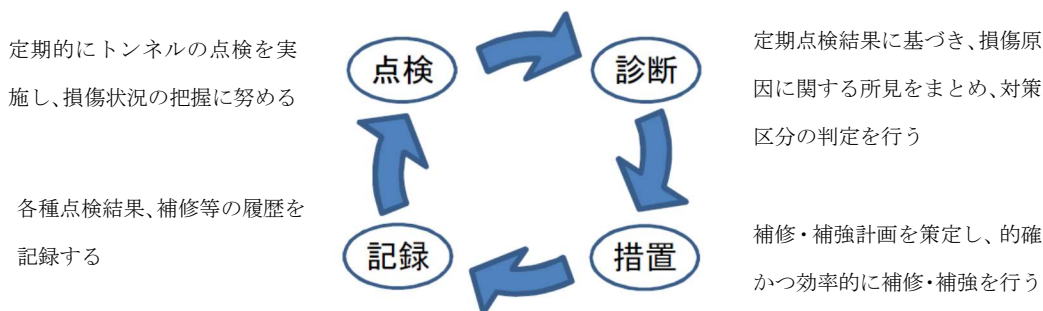 定期的にトンネルの点検を実
施し、損傷状況の把握に努める
点検
診断
定期点検結果に基づき、損傷原
因に関する所見をまとめ、対策
区分の判定を行う
各種点検結果、補修等の履歴を
記録する
記録
措置
補修・補強計画を策定し、的確
かつ効率的に補修・補強を行う